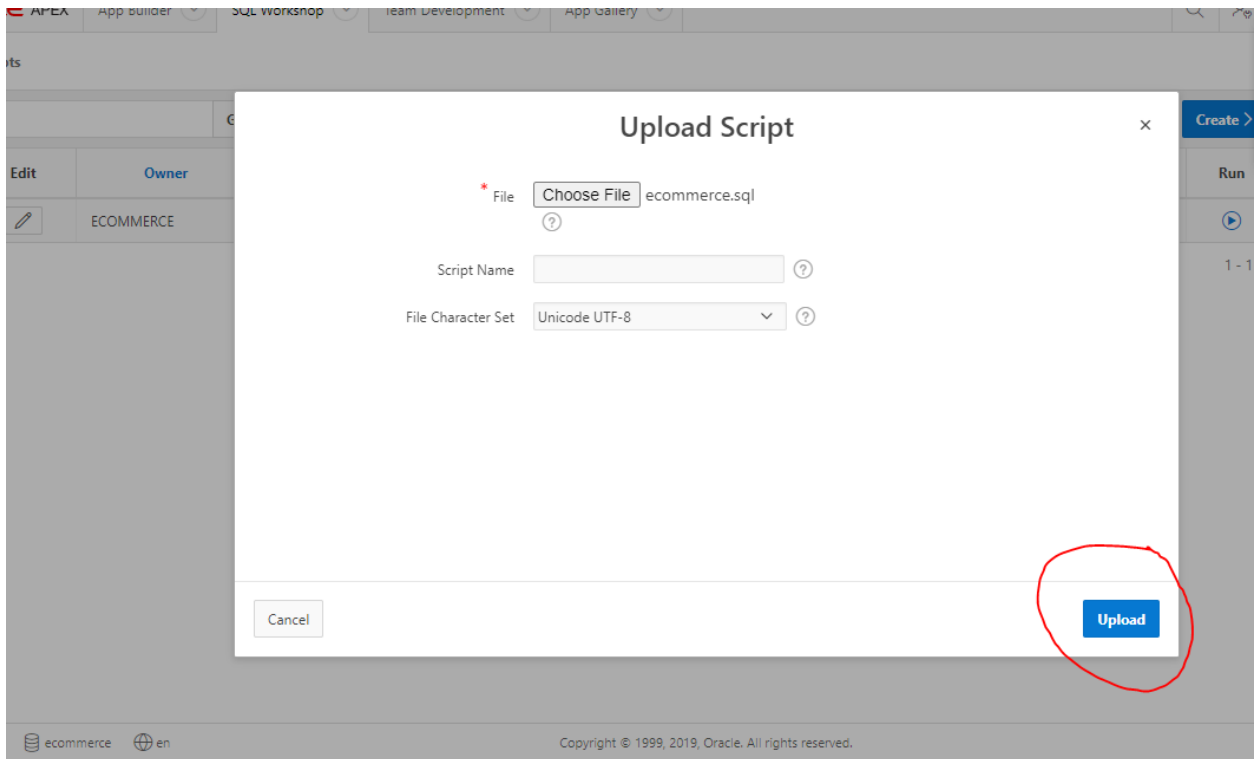 APEX App Builder SQL Workshop Team Development App Gallery
pts
Upload Script ×
Create >
Edit Owner Run
* File Choose File ecommerce.sql
?
ECOMMERCE
Script Name ?
1 - 1
File Character Set Unicode UTF-8 ?
Cancel Upload
ecommerce en Copyright © 1999, 2019, Oracle. All rights reserved.